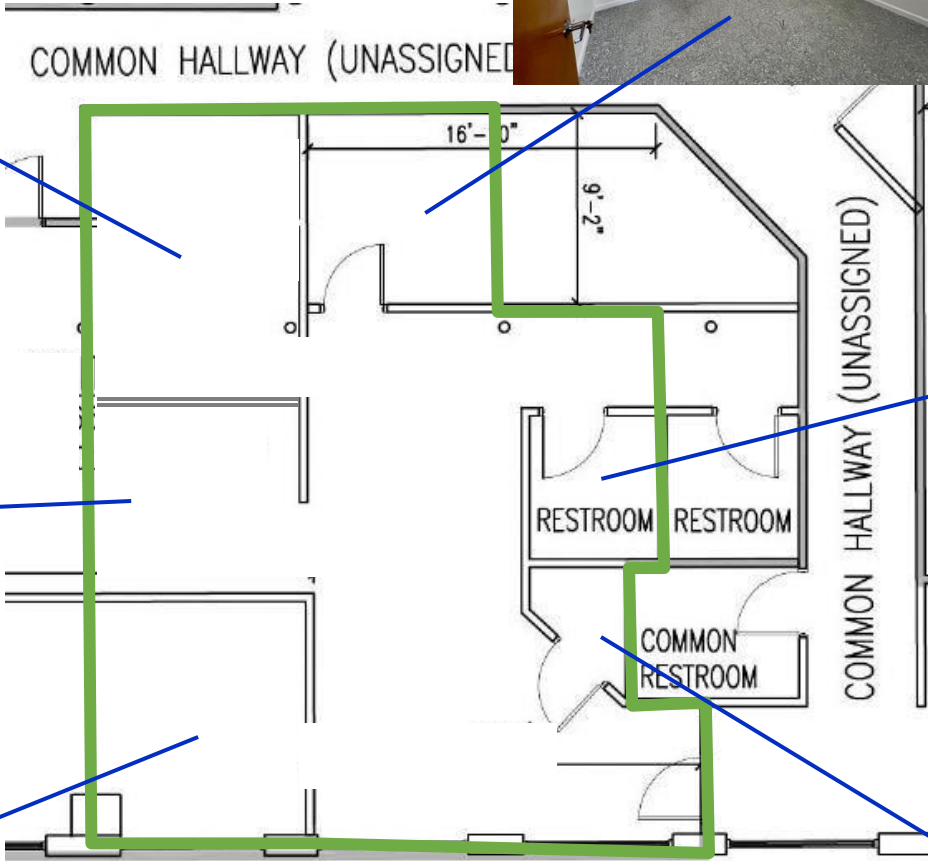 COMMON HALLWAY (UNASSIGNED
16'-0"
9'-2"
COMMON HALLWAY (UNASSIGNED)
RESTROOM
RESTROOM
COMMON
RESTROOM